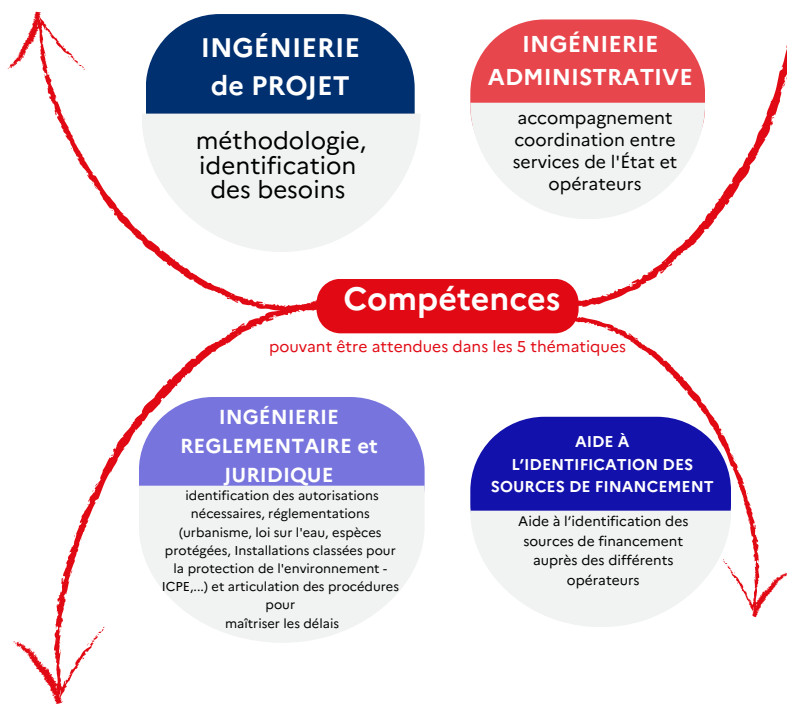 INGÉNIERIE
de PROJET
méthodologie,
identification
des besoins
INGÉNIERIE
ADMINISTRATIVE
accompagnement
coordination entre
services de l'État et
opérateurs
Compétences
pouvant être attendues dans les 5 thématiques
INGÉNIERIE
REGLEMENTAIRE et
JURIDIQUE
identification des autorisations
nécessaires, réglementations
(urbanisme, loi sur l'eau, espèces
protégées, Installations classées pour
la protection de l'environnement -
ICPE,...) et articulation des procédures
pour
maîtriser les délais
AIDE À
L’IDENTIFICATION DES
SOURCES DE FINANCEMENT
Aide à l’identification des
sources de financement
auprès des différents
opérateurs